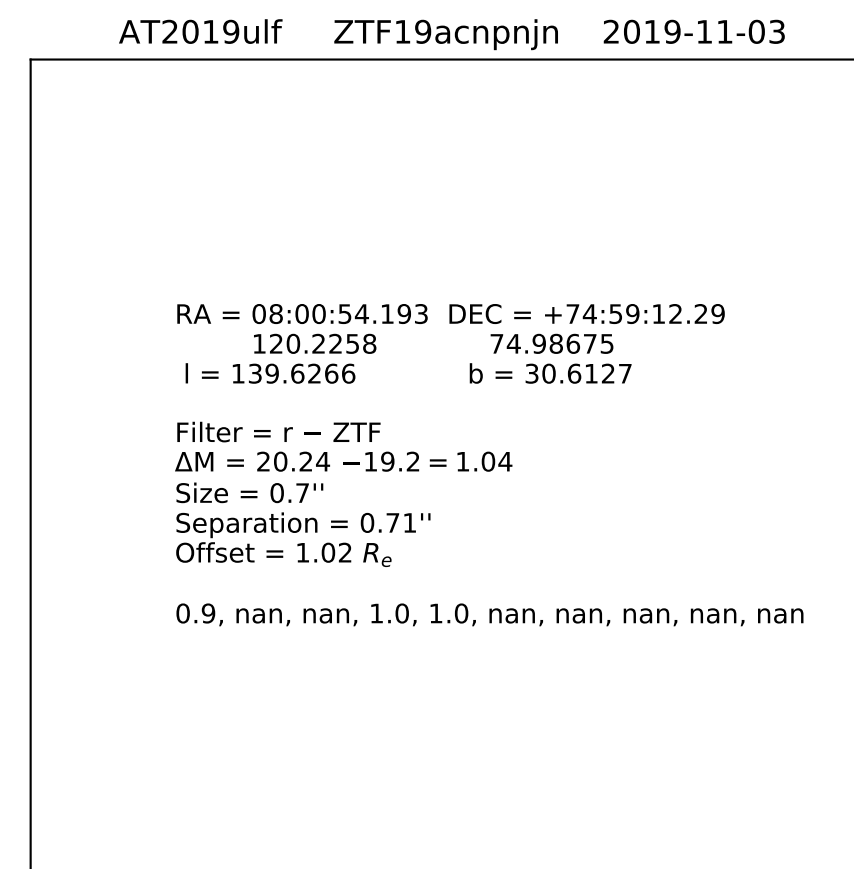 AT2019ulf ZTF19acnpnjn 2019-11-03
RA = 08:00:54.193 DEC = +74:59:12.29
120.2258 74.98675
l = 139.6266 b = 30.6127
Filter = r − ZTF
ΔM = 20.24 −19.2 = 1.04
Size = 0.7''
Separation = 0.71''
Offset = 1.02 Rₑ
0.9, nan, nan, 1.0, 1.0, nan, nan, nan, nan, nan